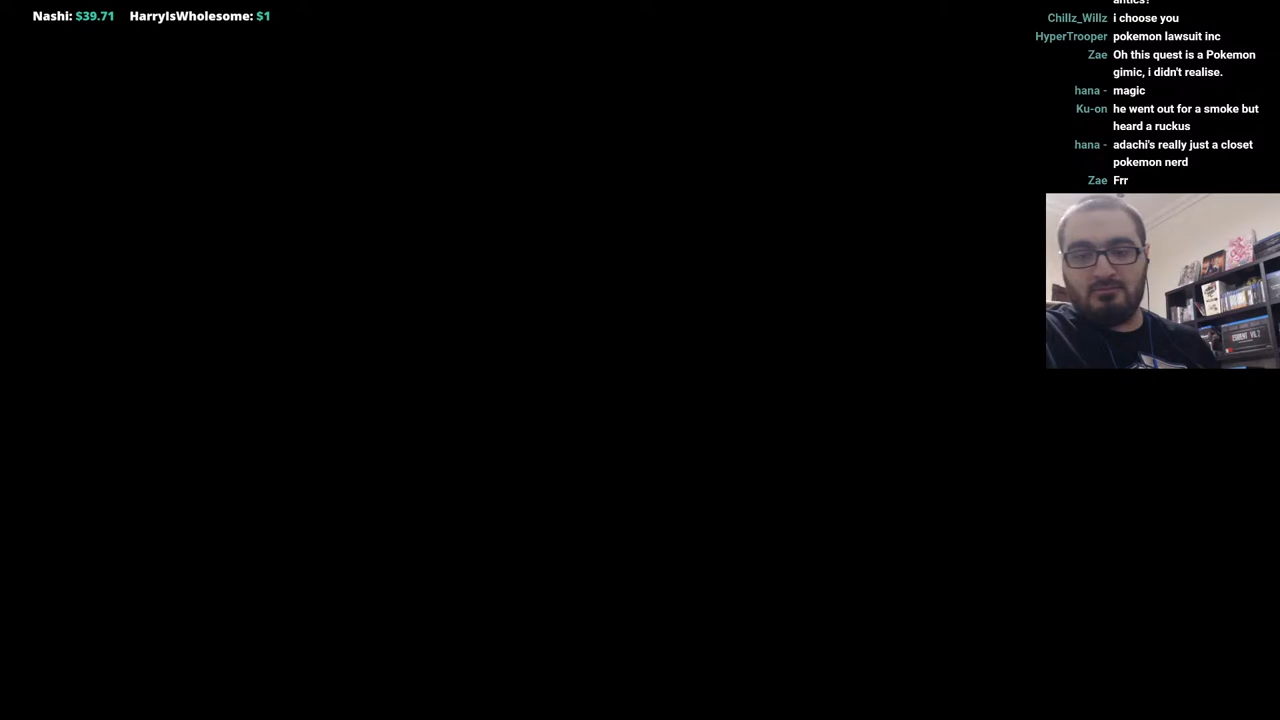 Nashi: $39.71 HarryIsWholesome: $1
Chillz_Willz i choose you
HyperTrooper pokemon lawsuit inc
Zae Oh this quest is a Pokemon
gimic, i didn't realise.
hana - magic
Ku-on he went out for a smoke but
heard a ruckus
hana - adachi's really just a closet
pokemon nerd
Zae Frr